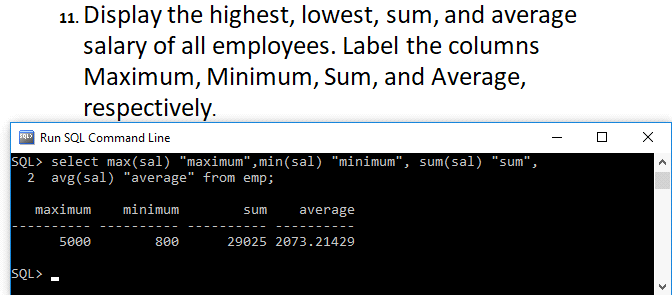 11. Display the highest, lowest, sum, and average
salary of all employees. Label the columns
Maximum, Minimum, Sum, and Average,
respectively.
SQL> Run SQL Command Line
SQL> select max(sal) "maximum",min(sal) "minimum", sum(sal) "sum",
2 avg(sal) "average" from emp;
maximum minimum sum average
---------- ---------- ---------- ----------
5000 800 29025 2073.21429
SQL>